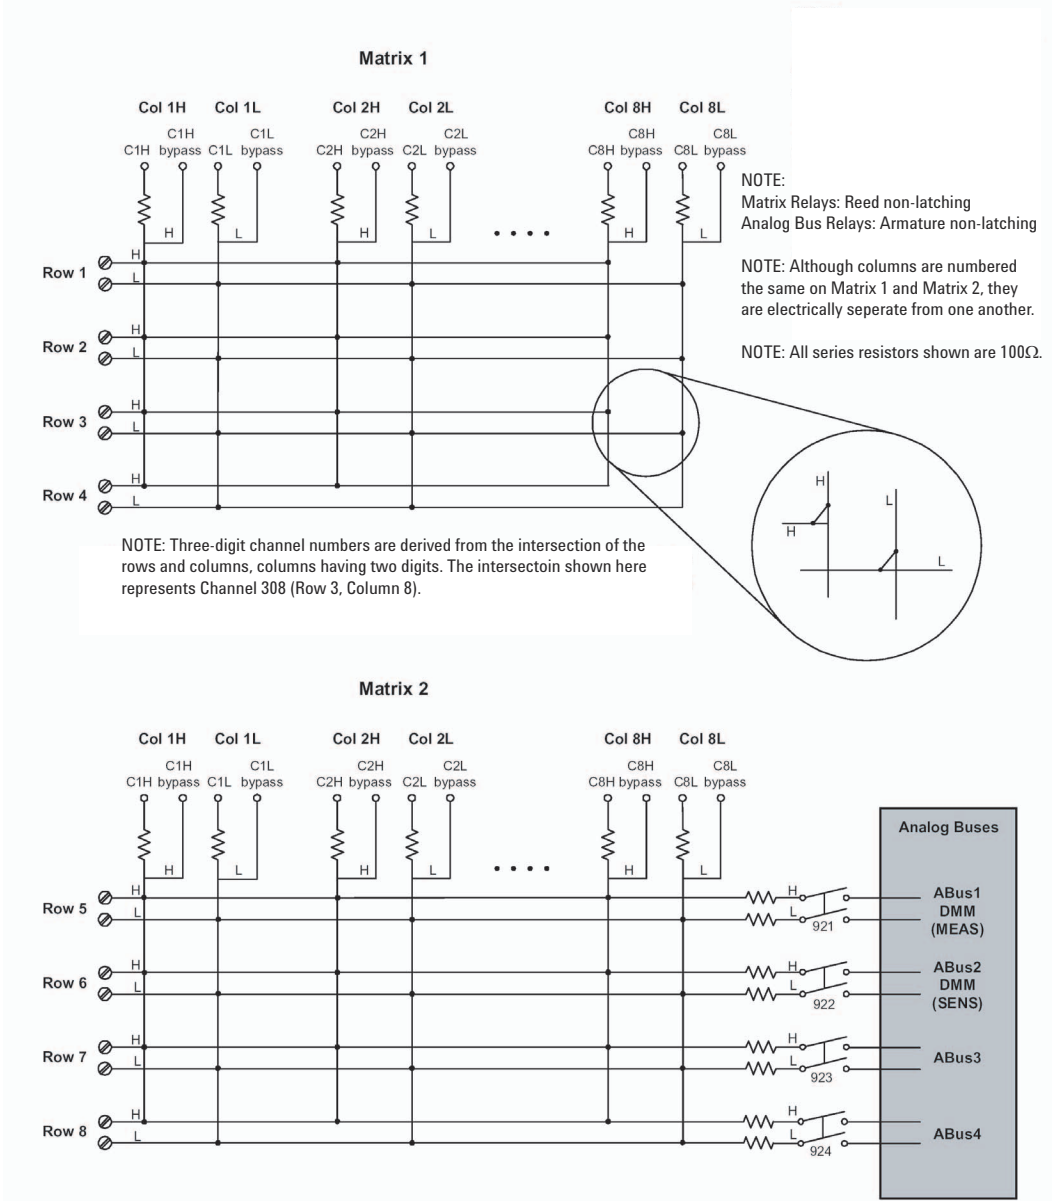 Matrix 1
Col 1H Col 1L Col 2H Col 2L Col 8H Col 8L
C1H C1L C2H C2L C8H C8L
C1H bypass C1L bypass C2H bypass C2L bypass C8H bypass C8L bypass
NOTE:
Matrix Relays: Reed non-latching
Analog Bus Relays: Armature non-latching
H L H L H L
H
Row 1
L
NOTE: Although columns are numbered
the same on Matrix 1 and Matrix 2, they
are electrically seperate from one another.
H
Row 2
L
NOTE: All series resistors shown are 100Ω.
H
Row 3
L
H
Row 4
L
H L
H
L
NOTE: Three-digit channel numbers are derived from the intersection of the
rows and columns, columns having two digits. The intersectoin shown here
represents Channel 308 (Row 3, Column 8).
Matrix 2
Col 1H Col 1L Col 2H Col 2L Col 8H Col 8L
C1H C1L C2H C2L C8H C8L
C1H bypass C1L bypass C2H bypass C2L bypass C8H bypass C8L bypass
Analog Buses
H L H L H L
H H ABus1
Row 5 DMM
L L 921 (MEAS)
H H ABus2
Row 6 DMM
L L 922 (SENS)
H H
Row 7 ABus3
L L 923
H H
Row 8 ABus4
L L 924